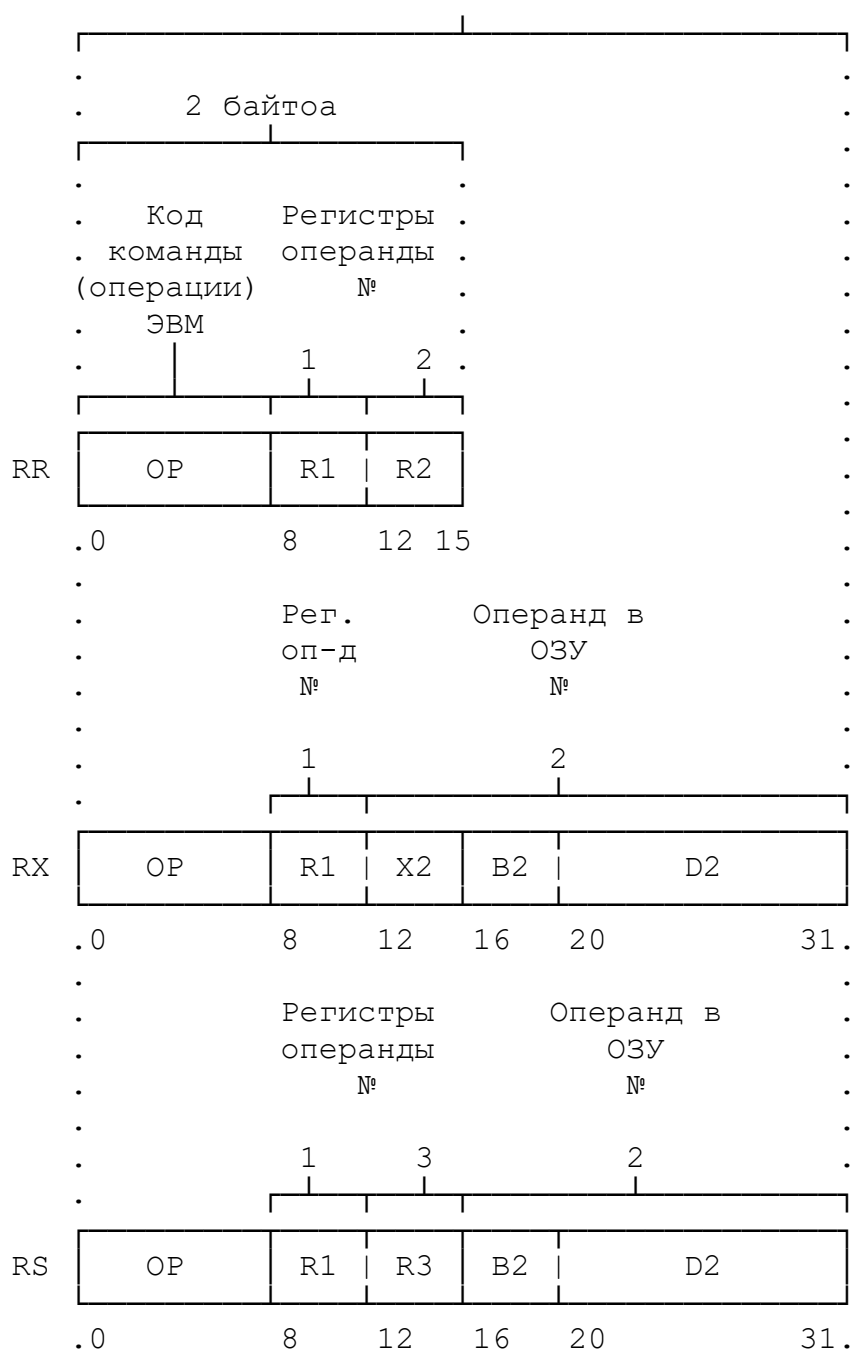 2 байтоа
Код Регистры
команды операнды
(операции) №
ЭВМ
1 2
RR OP R1 | R2
.0 8 12 15
Рег. Операнд в
оп-д ОЗУ
№ №
1 2
RX OP R1 | X2 B2 | D2
.0 8 12 16 20 31.
Регистры Операнд в
операнды ОЗУ
№ №
1 3 2
RS OP R1 | R3 B2 | D2
.0 8 12 16 20 31.